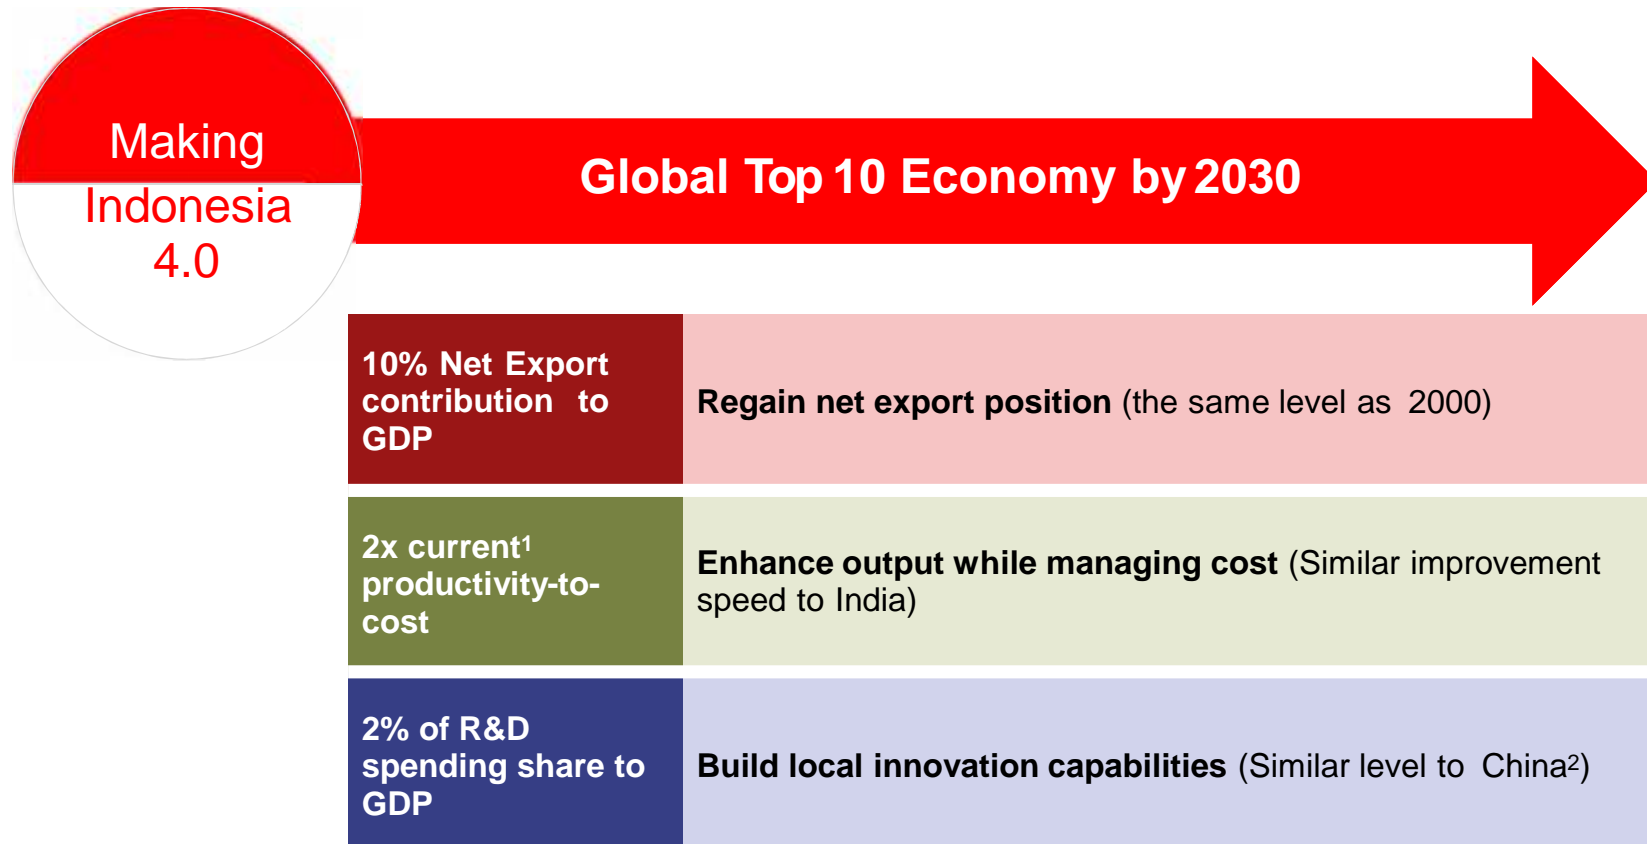 Making
Indonesia
4.0
Global Top 10 Economy by 2030
10% Net Export
contribution to
GDP
Regain net export position (the same level as 2000)
2x current¹
productivity-to-
cost
Enhance output while managing cost (Similar improvement
speed to India)
2% of R&D
spending share to
GDP
Build local innovation capabilities (Similar level to China²)